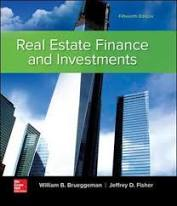 Fifteenth Edition
Real Estate Finance
and Investments
William B. Brueggeman
Jeffrey D. Fisher